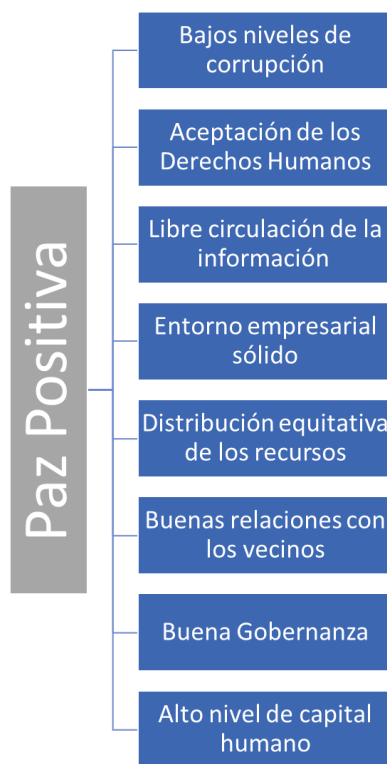 Paz Positiva
Bajos niveles de
corrupción
Aceptación de los
Derechos Humanos
Libre circulación de la
información
Entorno empresarial
sólido
Distribución equitativa
de los recursos
Buenas relaciones con
los vecinos
Buena Gobernanza
Alto nivel de capital
humano